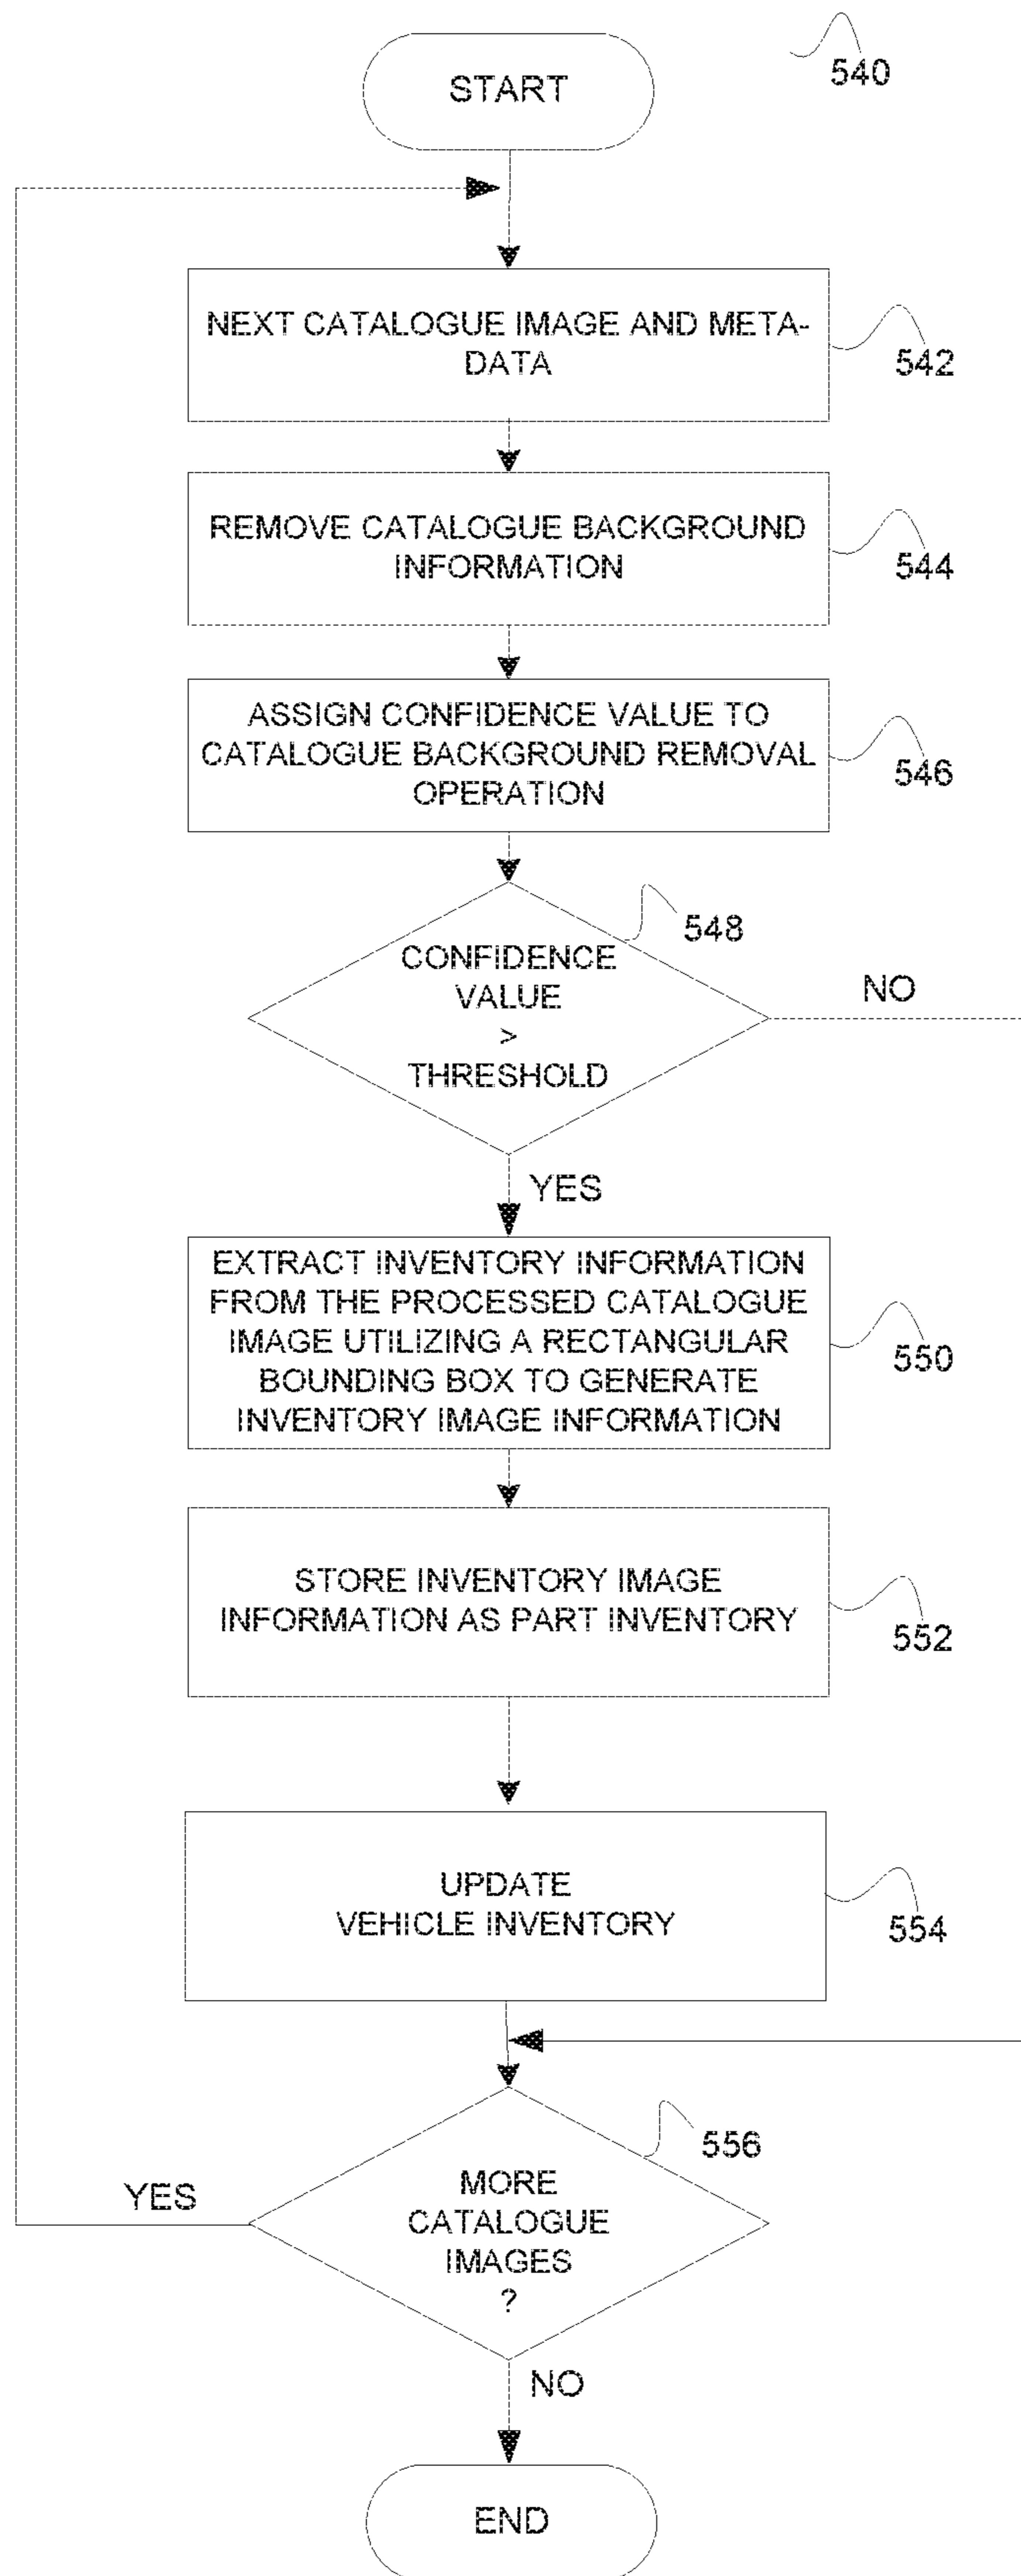 540
START
NEXT CATALOGUE IMAGE AND META-
DATA
542
REMOVE CATALOGUE BACKGROUND
INFORMATION
544
ASSIGN CONFIDENCE VALUE TO
CATALOGUE BACKGROUND REMOVAL
OPERATION
546
548
CONFIDENCE
VALUE
>
THRESHOLD
NO
YES
EXTRACT INVENTORY INFORMATION
FROM THE PROCESSED CATALOGUE
IMAGE UTILIZING A RECTANGULAR
BOUNDING BOX TO GENERATE
INVENTORY IMAGE INFORMATION
550
STORE INVENTORY IMAGE
INFORMATION AS PART INVENTORY
552
UPDATE
VEHICLE INVENTORY
554
556
MORE
CATALOGUE
IMAGES
?
YES
NO
END